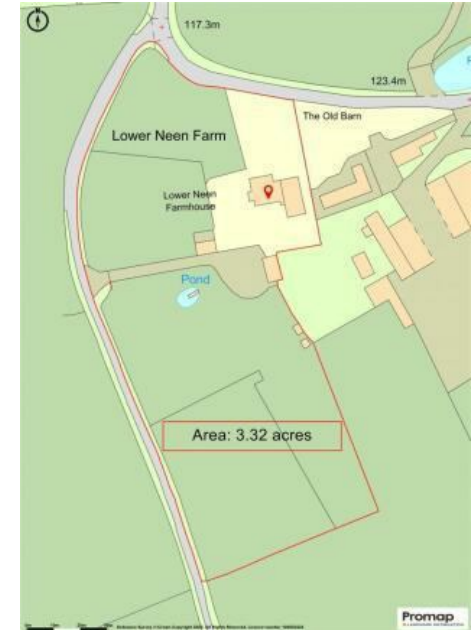 117.3m
123.4m
The Old Barn
Lower Neen Farm
Lower Neen
Farmhouse
Pond
Area: 3.32 acres
Promap